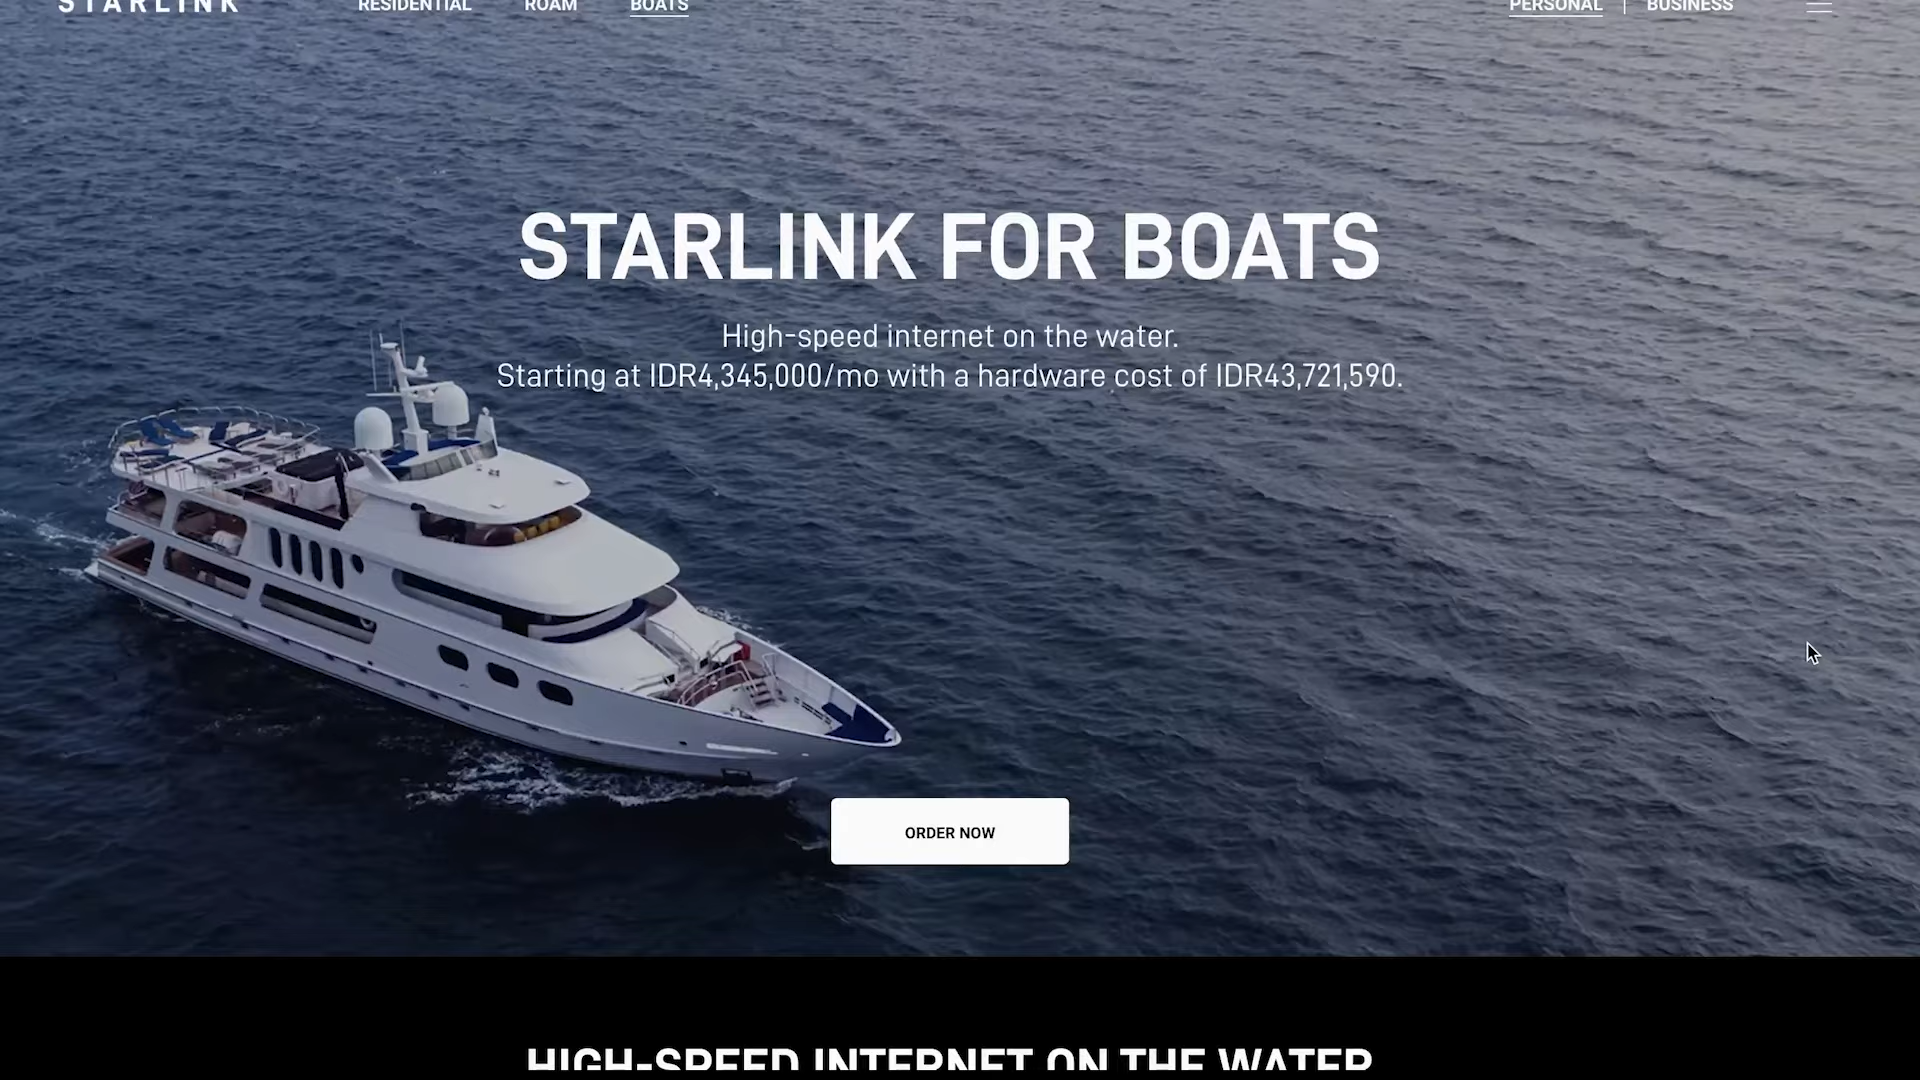 STARLINK
RESIDENTIAL ROAM BOATS
PERSONAL | BUSINESS
STARLINK FOR BOATS
High-speed internet on the water.
Starting at IDR4,345,000/mo with a hardware cost of IDR43,721,590.
ORDER NOW
HIGH-SPEED INTERNET ON THE WATER